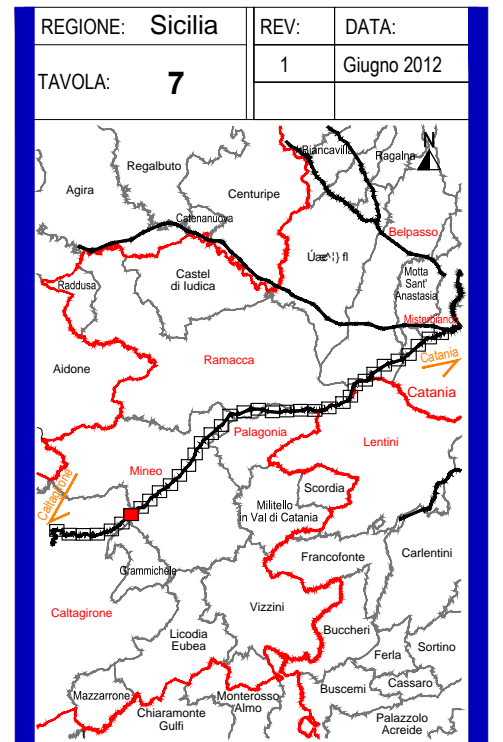 REGIONE: Sicilia
REV:
DATA:
TAVOLA: 7
1
Giugno 2012
N
Biancavilla
Ragalna
Regalbuto
Agira
Centuripe
Catenanuova
Belpasso
Úæ^¦} fl
Motta
Sant'
Anastasia
Raddusa
Castel
di Iudica
Misterbianco
Catania
Ramacca
Aidone
Catania
Palagonia
Lentini
Mineo
Scordia
Caltagirone
Militello
in Val di Catania
Francofonte
Carlentini
Grammichele
Caltagirone
Vizzini
Licodia
Eubea
Buccheri
Ferla
Sortino
Mazzarrone
Monterosso
Almo
Buscemi
Cassaro
Chiaramonte
Gulfi
Palazzolo
Acreide